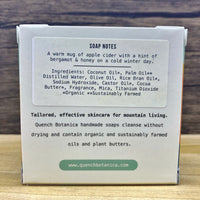 SOAP NOTES
A warm mug of apple cider with a hint of
bergamot & honey on a cold winter day.
Ingredients: Coconut Oil*, Palm Oil**
Distilled Water, Olive Oil, Rice Bran Oil,
Sodium Hydroxide, Castor Oil, Cocoa
Butter*, Fragrance, Mica, Titanium Dioxide
*Organic **Sustainably Farmed
Tailored, effective skincare for mountain living.
Quench Botanica handmade soaps cleanse without
drying and contain organic and sustainably farmed
oils and plant butters.
www.quenchbotanica.com